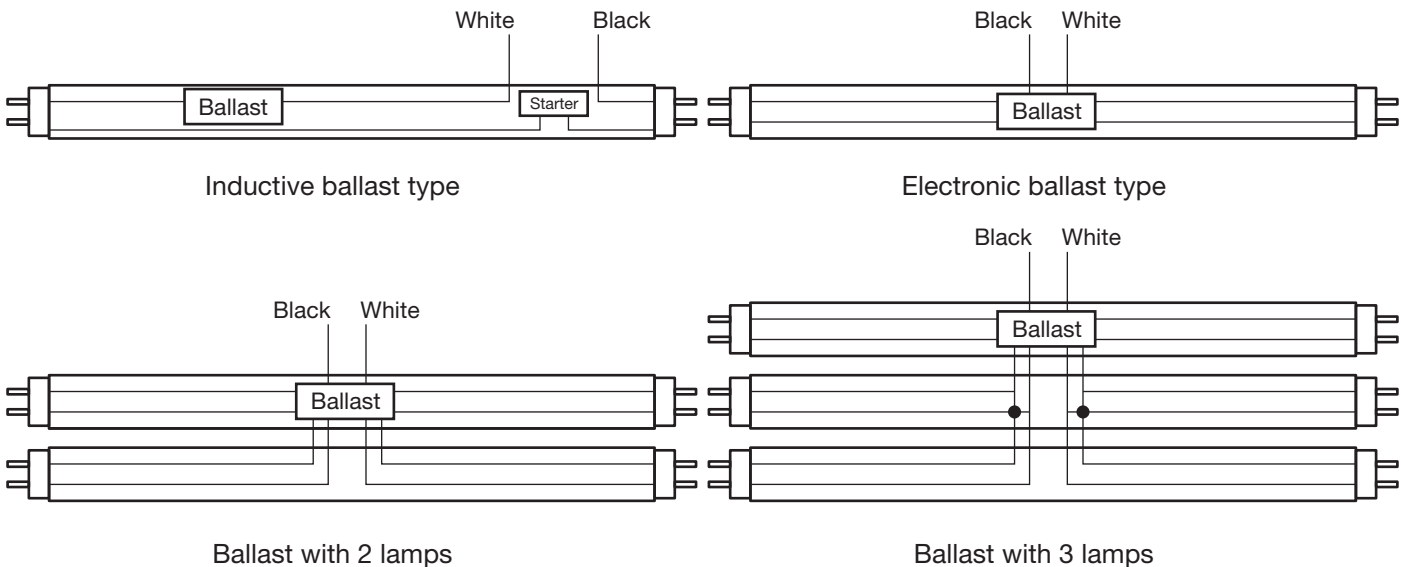 White Black
Ballast
Starter
Inductive ballast type
Black White
Ballast
Electronic ballast type
Black White
Ballast
Ballast with 2 lamps
Black White
Ballast
Ballast with 3 lamps